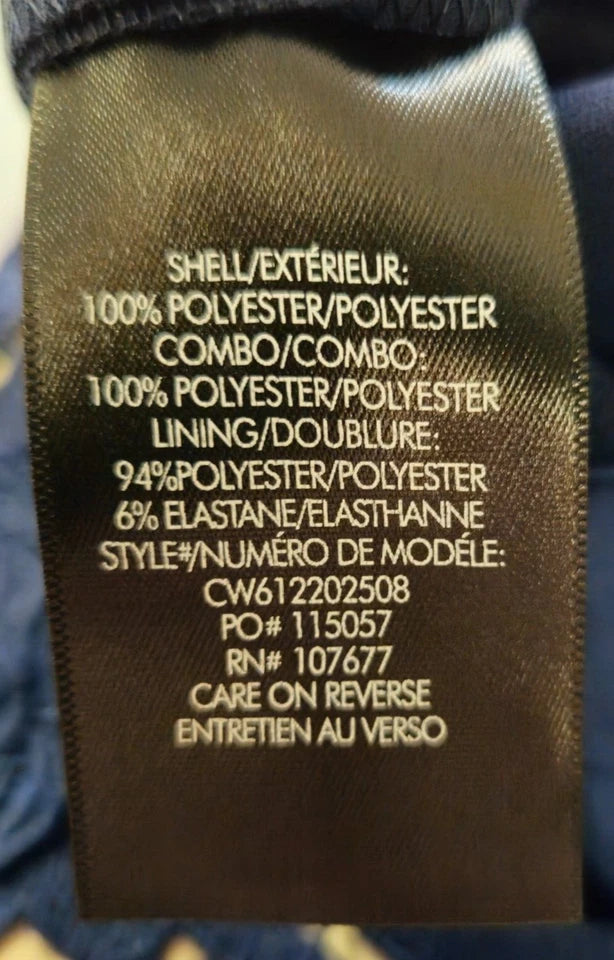 SHELL/EXTÉRIEUR:
100% POLYESTER/POLYESTER
COMBO/COMBO:
100% POLYESTER/POLYESTER
LINING/DOUBLURE:
94%POLYESTER/POLYESTER
6% ELASTANE/ELASTHANNE
STYLE#/NUMÉRO DE MODÉLE:
CW612202508
PO# 115057
RN# 107677
CARE ON REVERSE
ENTRETIEN AU VERSO